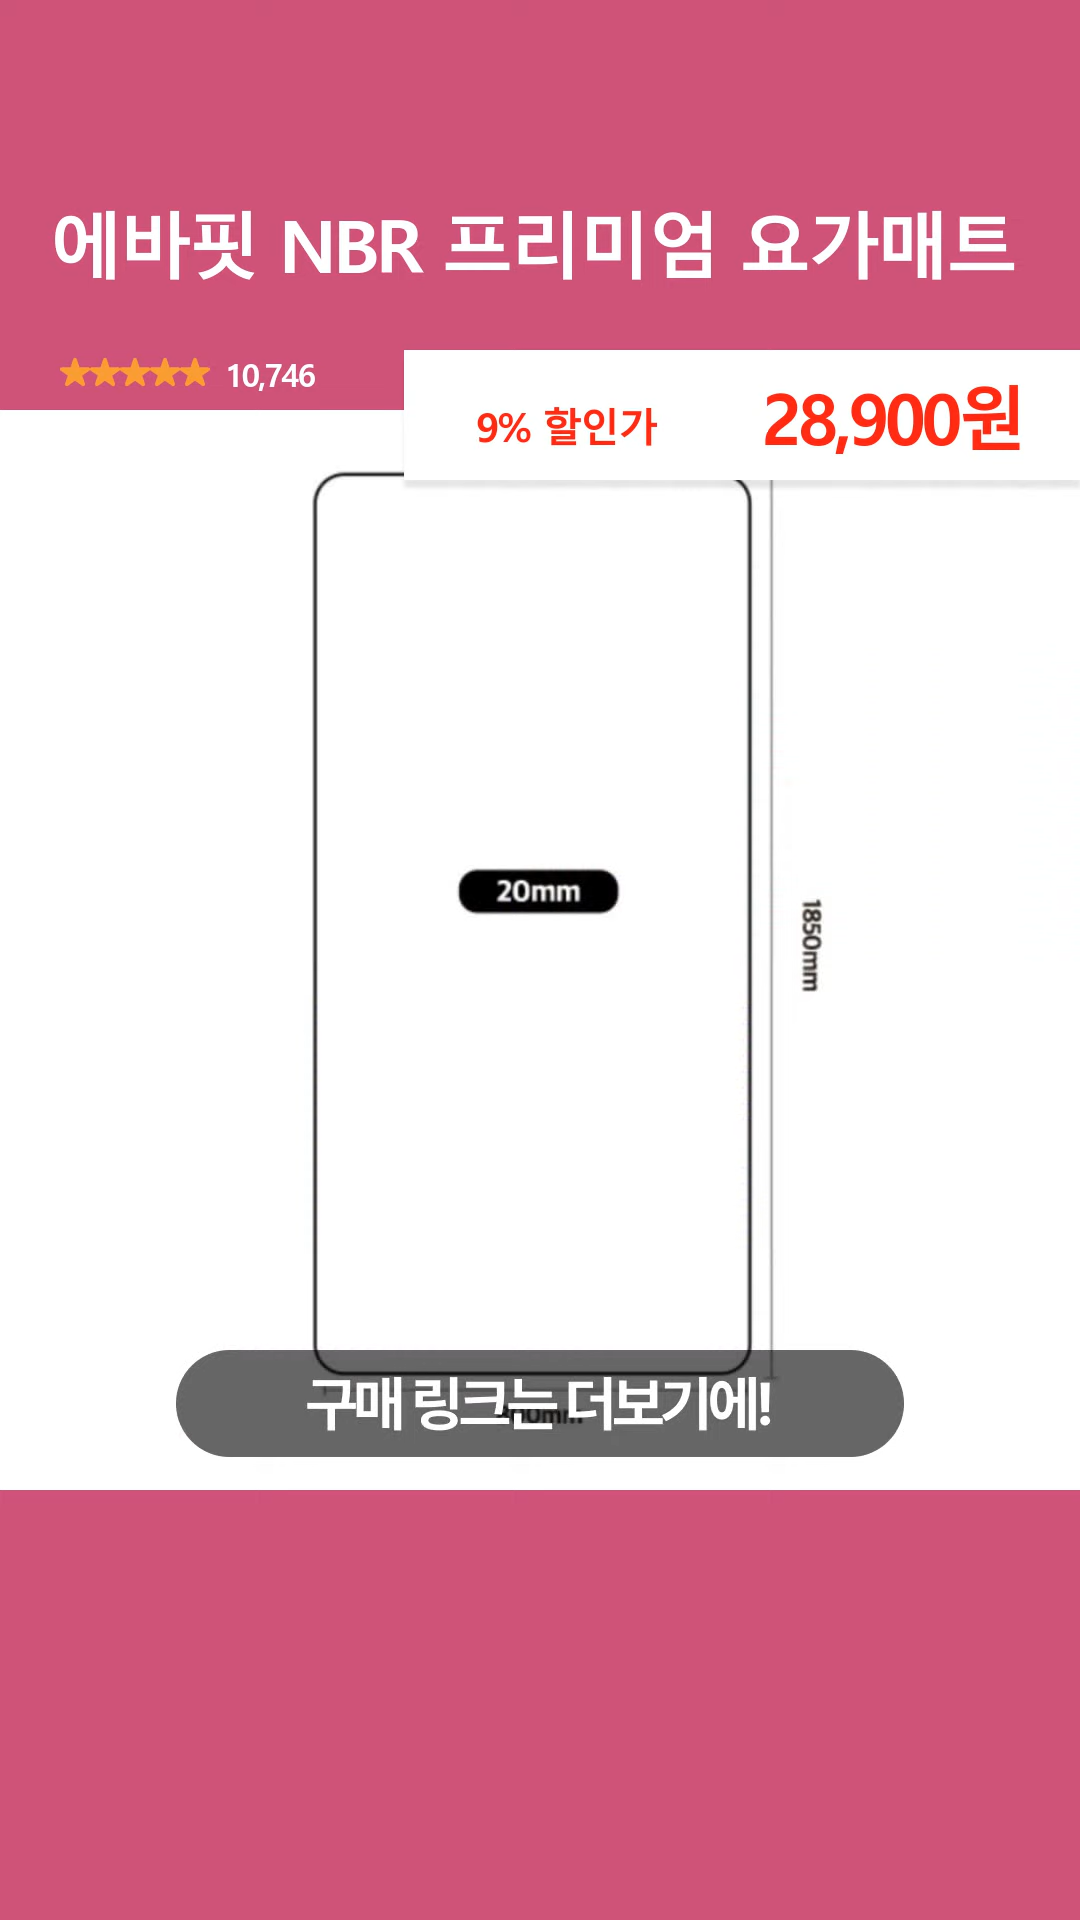 에바핏 NBR 프리미엄 요가매트
10,746
9% 할인가
28,900원
20mm
1850mm
구매 링크는 더보기에!